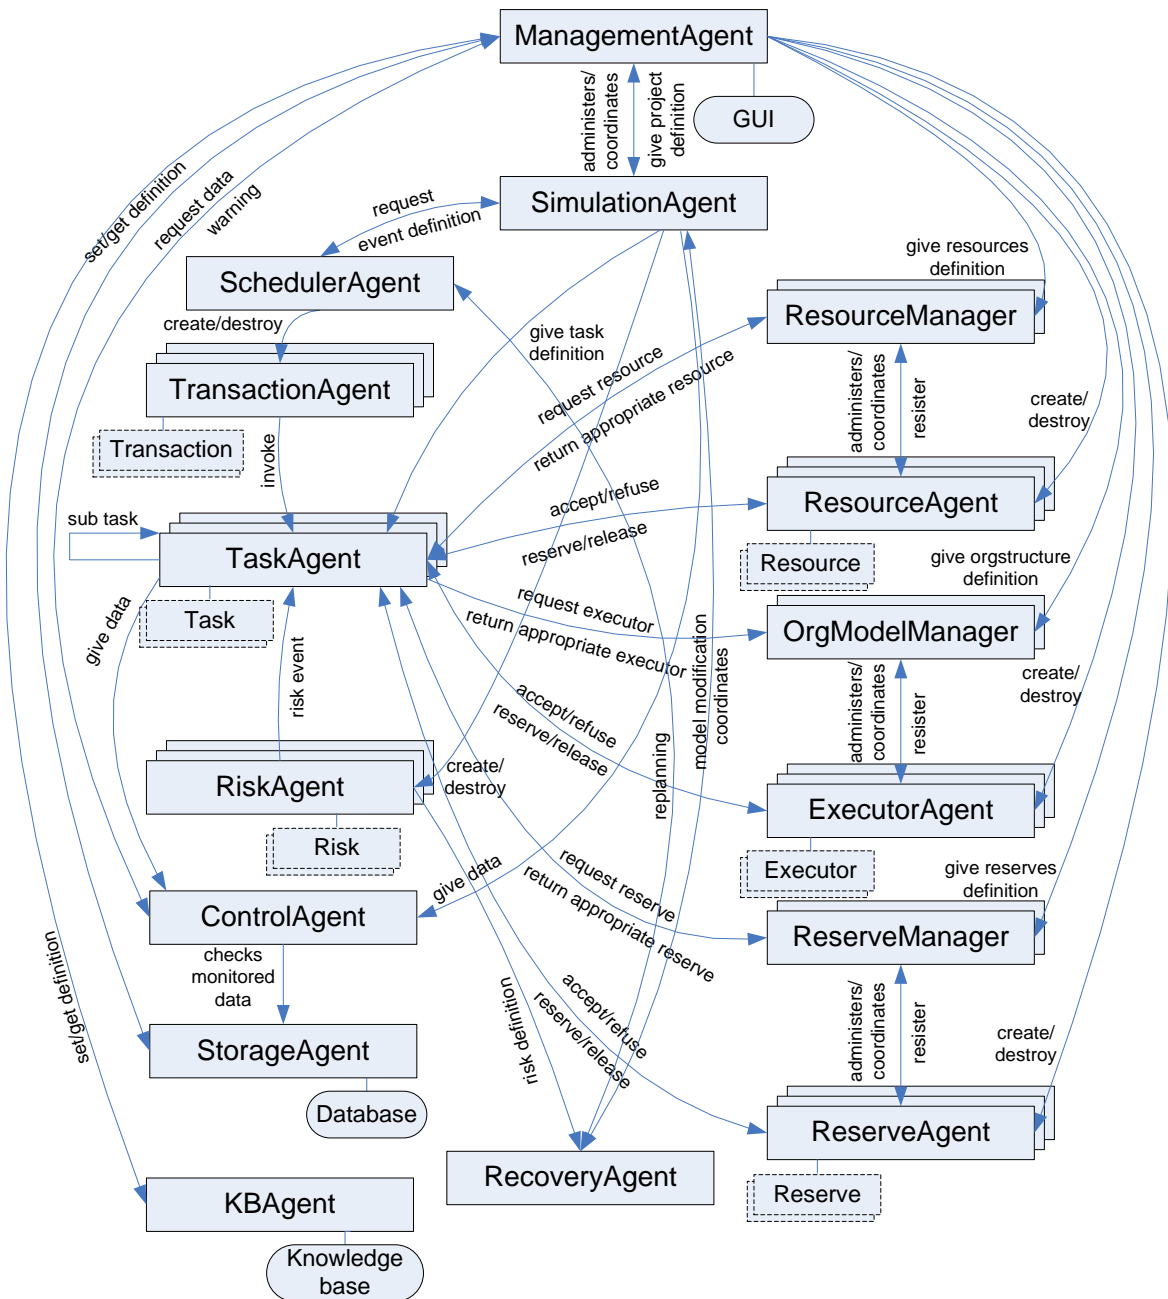 ManagementAgent
administers/
coordinates
give project
definition
GUI
set/get definition
request data
warning
request
event definition
SimulationAgent
SchedulerAgent
give resources
definition
create/destroy
give task
definition
ResourceManager
TransactionAgent
request resource
return appropriate resource
administers/
coordinates
resister
create/
destroy
Transaction
invoke
sub task
accept/refuse
reserve/release
ResourceAgent
TaskAgent
Resource
give orgstructure
definition
Task
give data
request executor
return appropriate executor
OrgModelManager
risk event
accept/refuse
reserve/release
model modification
coordinates
administers/
coordinates
resister
create/
destroy
replanning
RiskAgent
create/
destroy
ExecutorAgent
Risk
Executor
give data
request reserve
return appropriate reserve
give reserves
definition
ControlAgent
ReserveManager
checks
monitored
data
set/get definition
risk definition
accept/refuse
reserve/release
administers/
coordinates
resister
create/
destroy
StorageAgent
Database
ReserveAgent
RecoveryAgent
Reserve
KBAgent
Knowledge
base